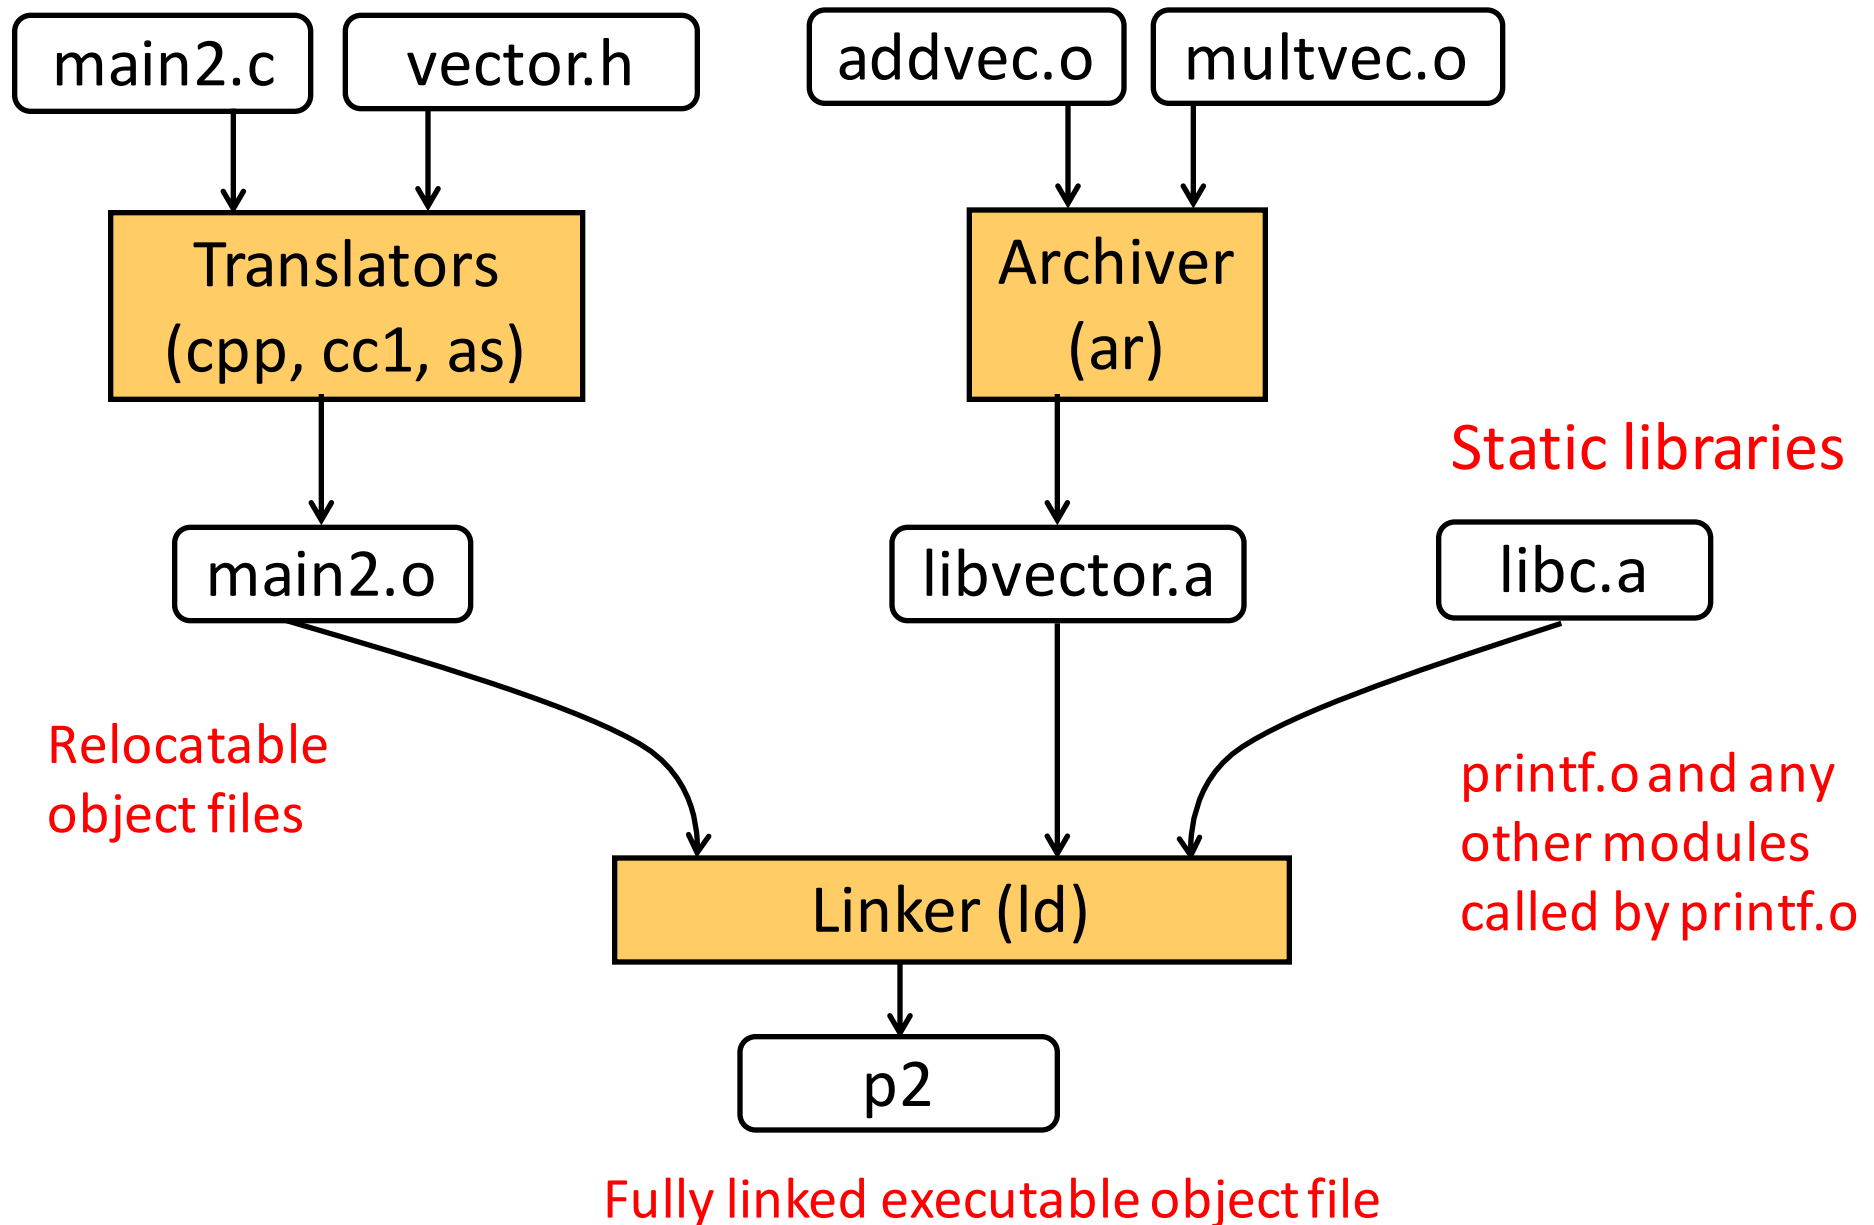 main2.c
vector.h
addvec.o
multvec.o
Translators
(cpp, cc1, as)
Archiver
(ar)
Static libraries
main2.o
libvector.a
libc.a
Relocatable
object files
printf.o and any
other modules
called by printf.o
Linker (ld)
p2
Fully linked executable object file